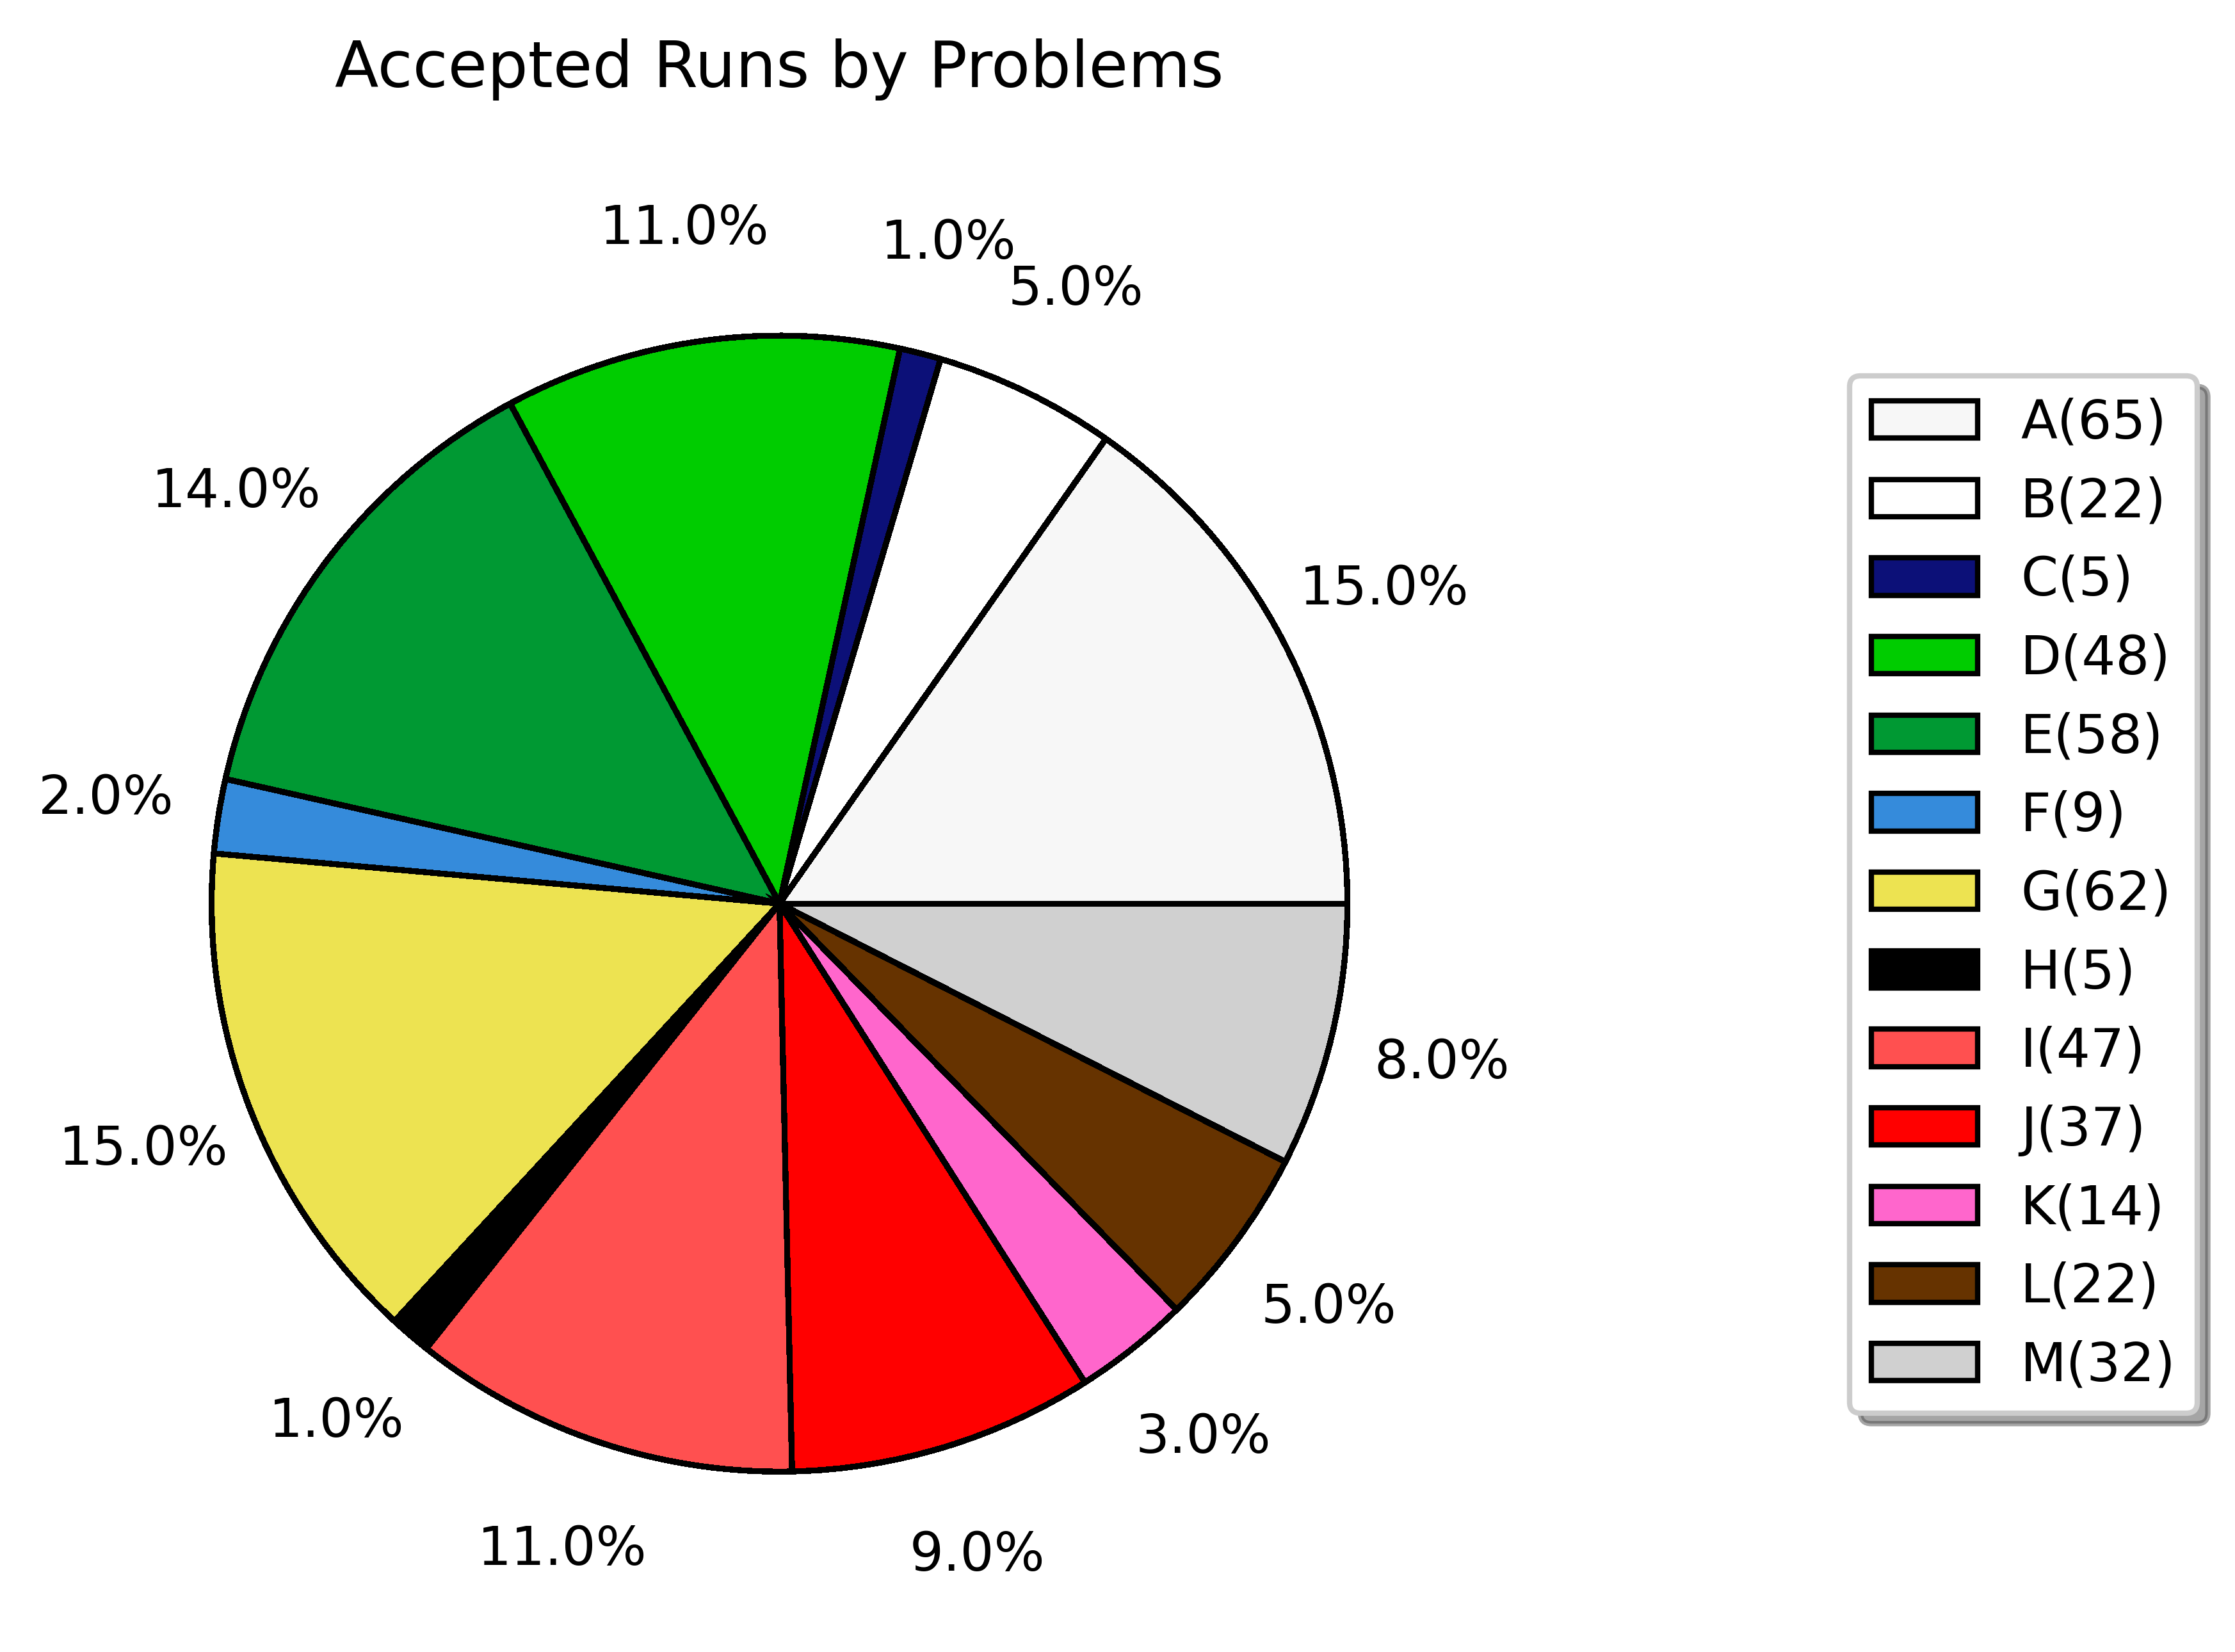 Accepted Runs by Problems
11.0%
1.0%
5.0%
14.0%
15.0%
2.0%
15.0%
8.0%
5.0%
1.0%
3.0%
11.0%
9.0%
A(65)
B(22)
C(5)
D(48)
E(58)
F(9)
G(62)
H(5)
I(47)
J(37)
K(14)
L(22)
M(32)